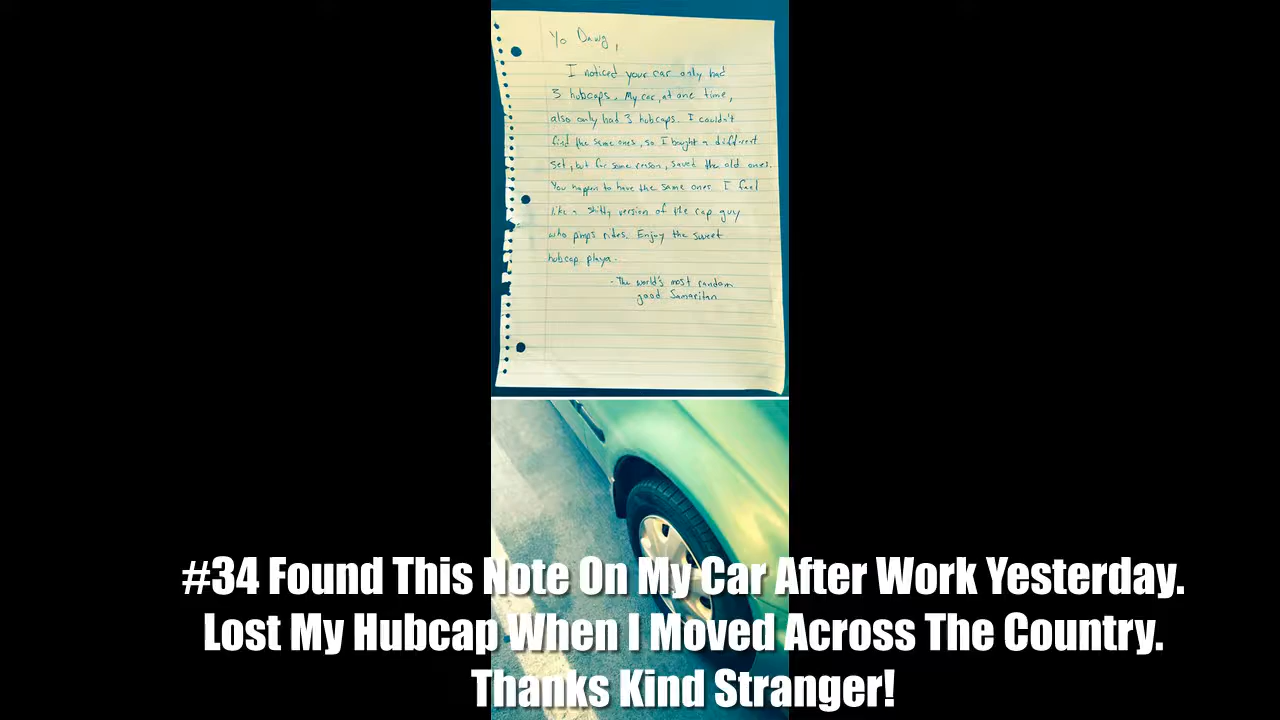 Yo Dawg,
I noticed your car only had
3 hubcaps. My car, at one time,
also only had 3 hubcaps. I couldn't
find the same ones, so I bought a different
set, but for some reason, saved the old ones.
You happen to have the same ones. I feel
like a shitty version of the cap guy
who pimps rides. Enjoy the sweet
hubcap playa.
- The world's most random
good Samaritan
#34 Found This Note On My Car After Work Yesterday.
Lost My Hubcap When I Moved Across The Country.
Thanks Kind Stranger!